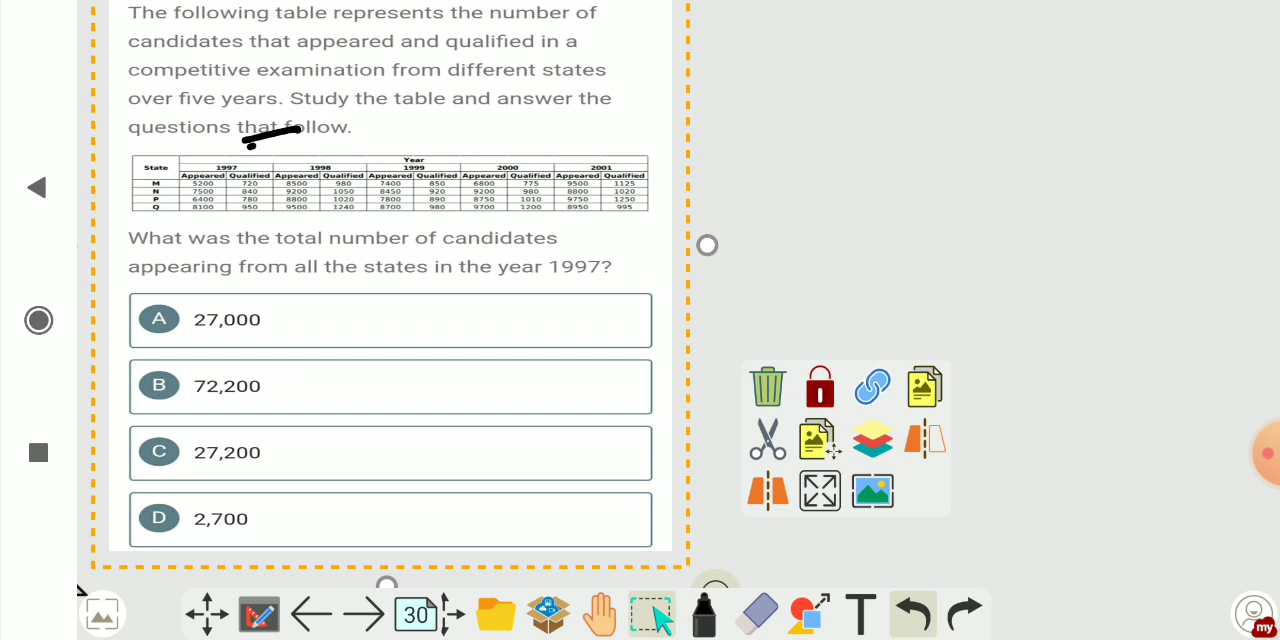 The following table represents the number of
candidates that appeared and qualified in a
competitive examination from different states
over five years. Study the table and answer the
questions that follow.
State Year
1997 1998 1999 2000 2001
Appeared Qualified Appeared Qualified Appeared Qualified Appeared Qualified Appeared Qualified
M 5200 720 8500 980 7400 850 6800 775 9500 1125
N 7500 840 9200 1050 8450 920 9200 980 8800 1020
P 6400 780 8800 1020 7800 890 8750 1010 9750 1250
Q 8100 950 9500 1240 8700 980 9700 1200 8950 995
What was the total number of candidates
appearing from all the states in the year 1997?
A 27,000
B 72,200
C 27,200
D 2,700
30
T
my